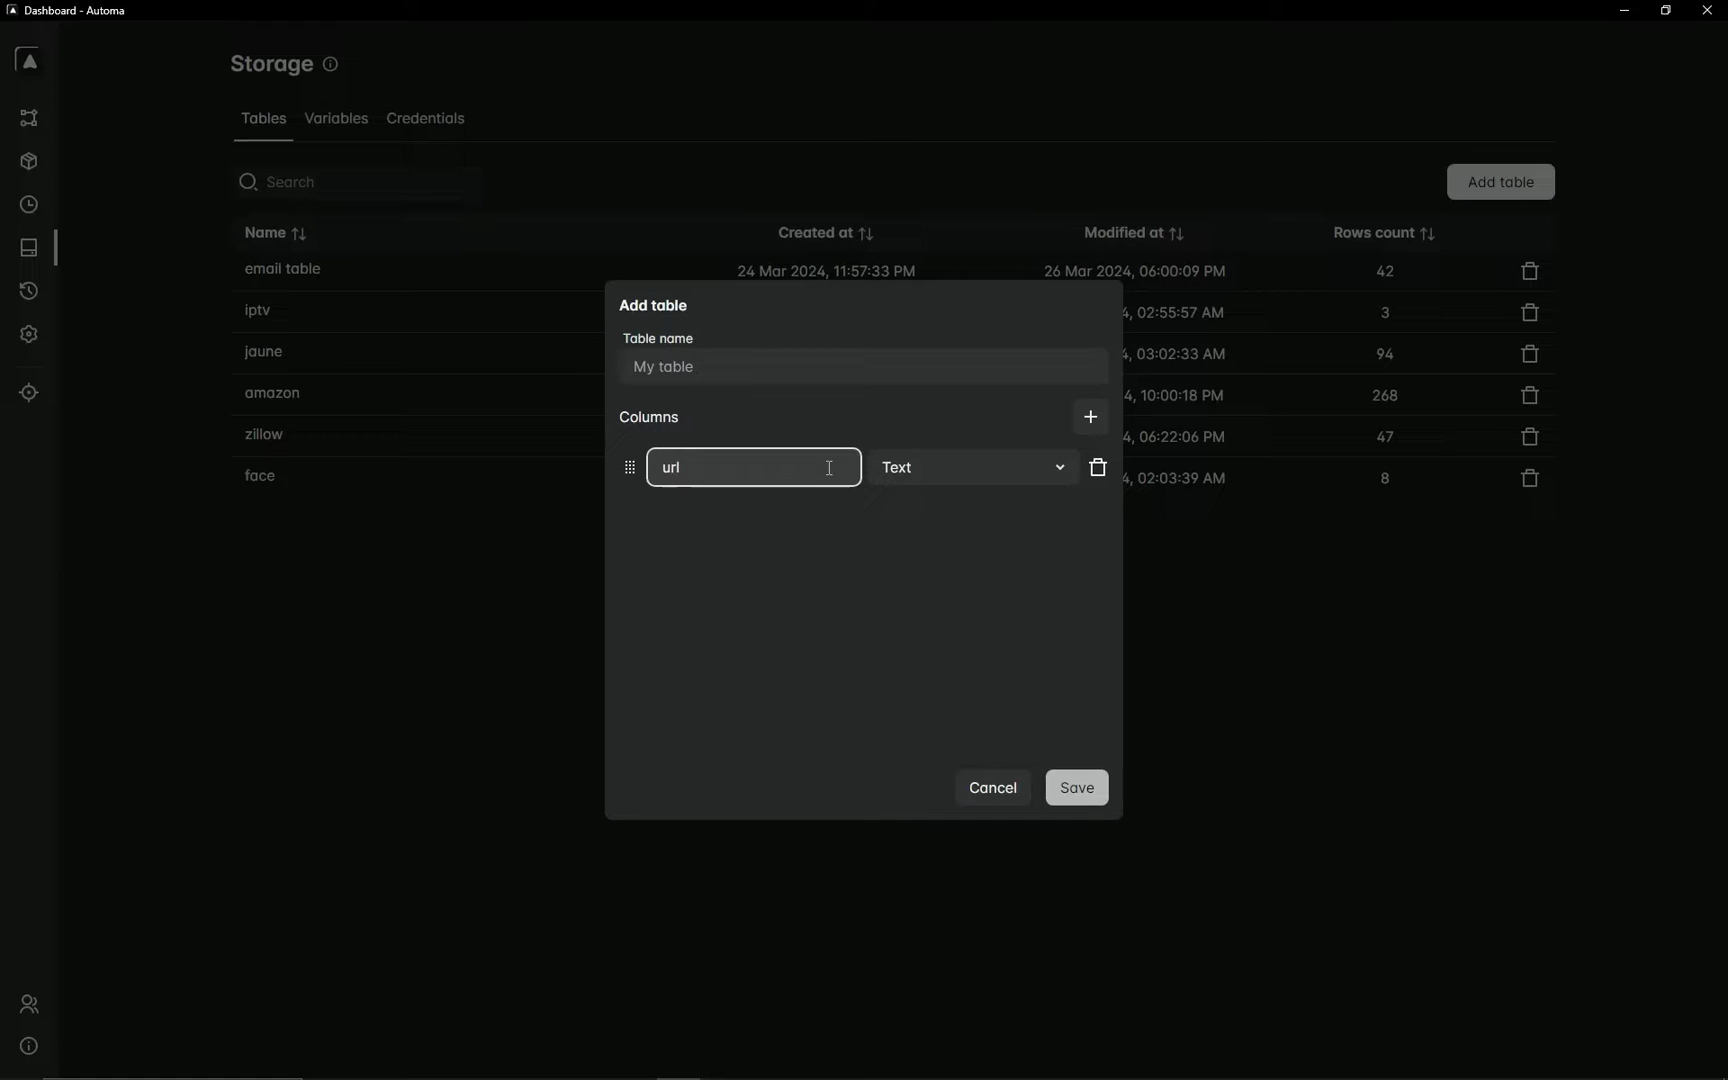 Dashboard - Automa
Storage
Tables Variables Credentials
Search
Add table
Name Created at Modified at Rows count
email table 24 Mar 2024, 11:57:33 PM 26 Mar 2024, 06:00:09 PM 42
iptv 4, 02:55:57 AM 3
jaune 4, 03:02:33 AM 94
amazon 4, 10:00:18 PM 268
zillow 4, 06:22:06 PM 47
face 4, 02:03:39 AM 8
Add table
Table name
My table
Columns
url Text
Cancel Save